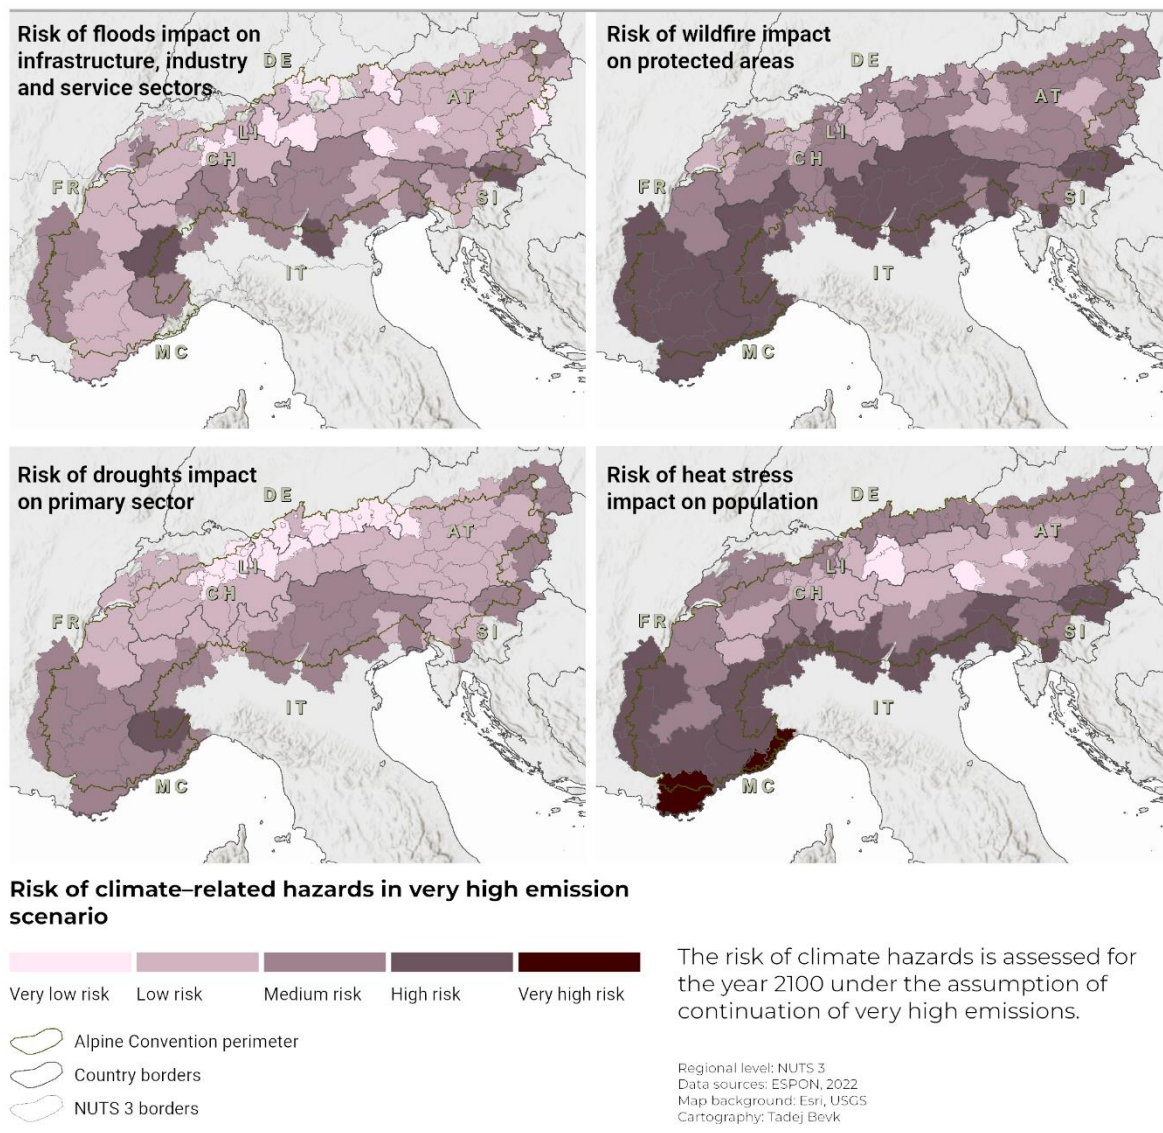 Risk of floods impact on
infrastructure, industry
and service sectors
DE
AT
LI
CH
FR
SI
IT
MC
Risk of wildfire impact
on protected areas
DE
AT
LI
CH
FR
SI
IT
MC
Risk of droughts impact
on primary sector
DE
AT
LI
CH
FR
SI
IT
MC
Risk of heat stress
impact on population
DE
AT
LI
CH
FR
SI
IT
MC
Risk of climate–related hazards in very high emission
scenario
Very low risk
Low risk
Medium risk
High risk
Very high risk
Alpine Convention perimeter
Country borders
NUTS 3 borders
The risk of climate hazards is assessed for
the year 2100 under the assumption of
continuation of very high emissions.
Regional level: NUTS 3
Data sources: ESPON, 2022
Map background: Esri, USGS
Cartography: Tadej Bevk